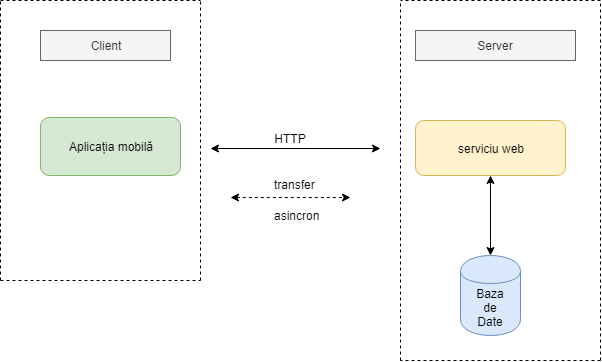 Client
Server
Aplicația mobilă
HTTP
serviciu web
transfer
asincron
Baza
de
Date